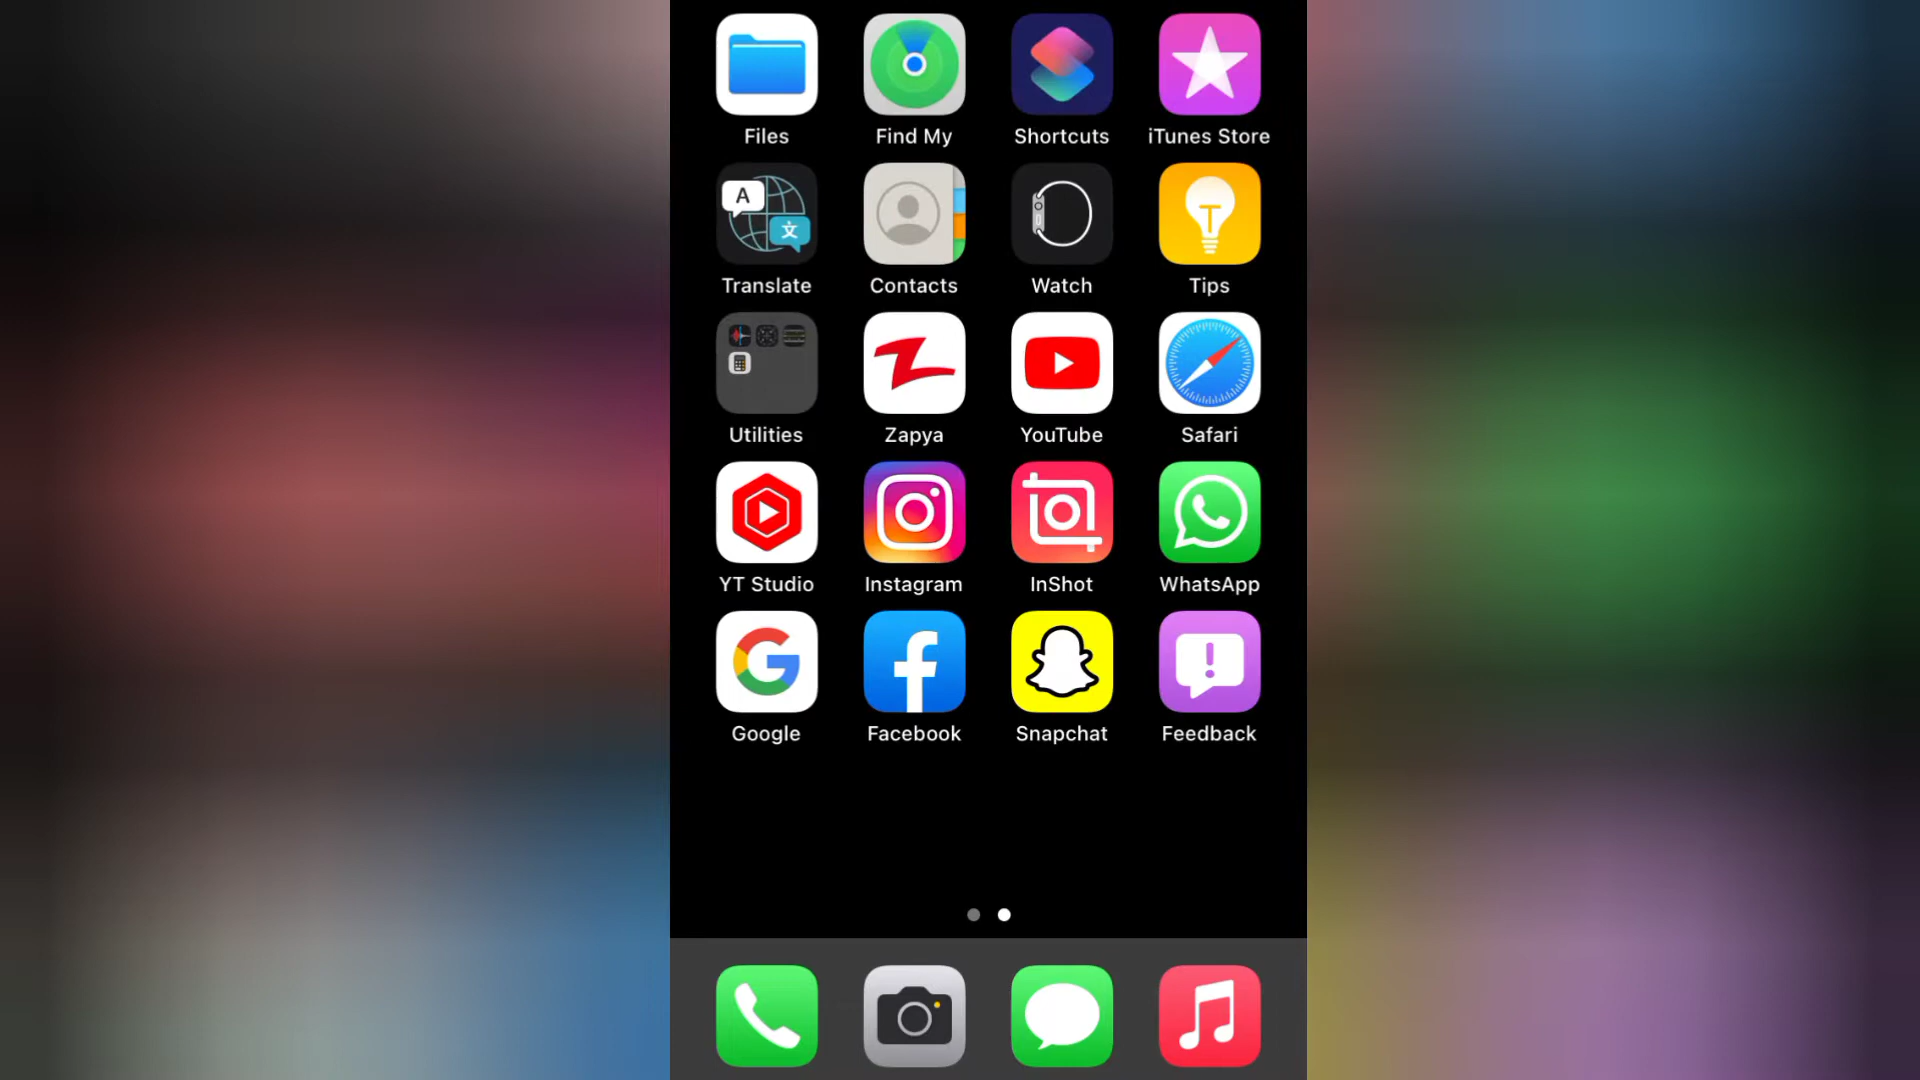 Files Find My Shortcuts iTunes Store
A 文
Translate Contacts Watch Tips
Utilities Zapya YouTube Safari
YT Studio Instagram InShot WhatsApp
Google Facebook Snapchat Feedback